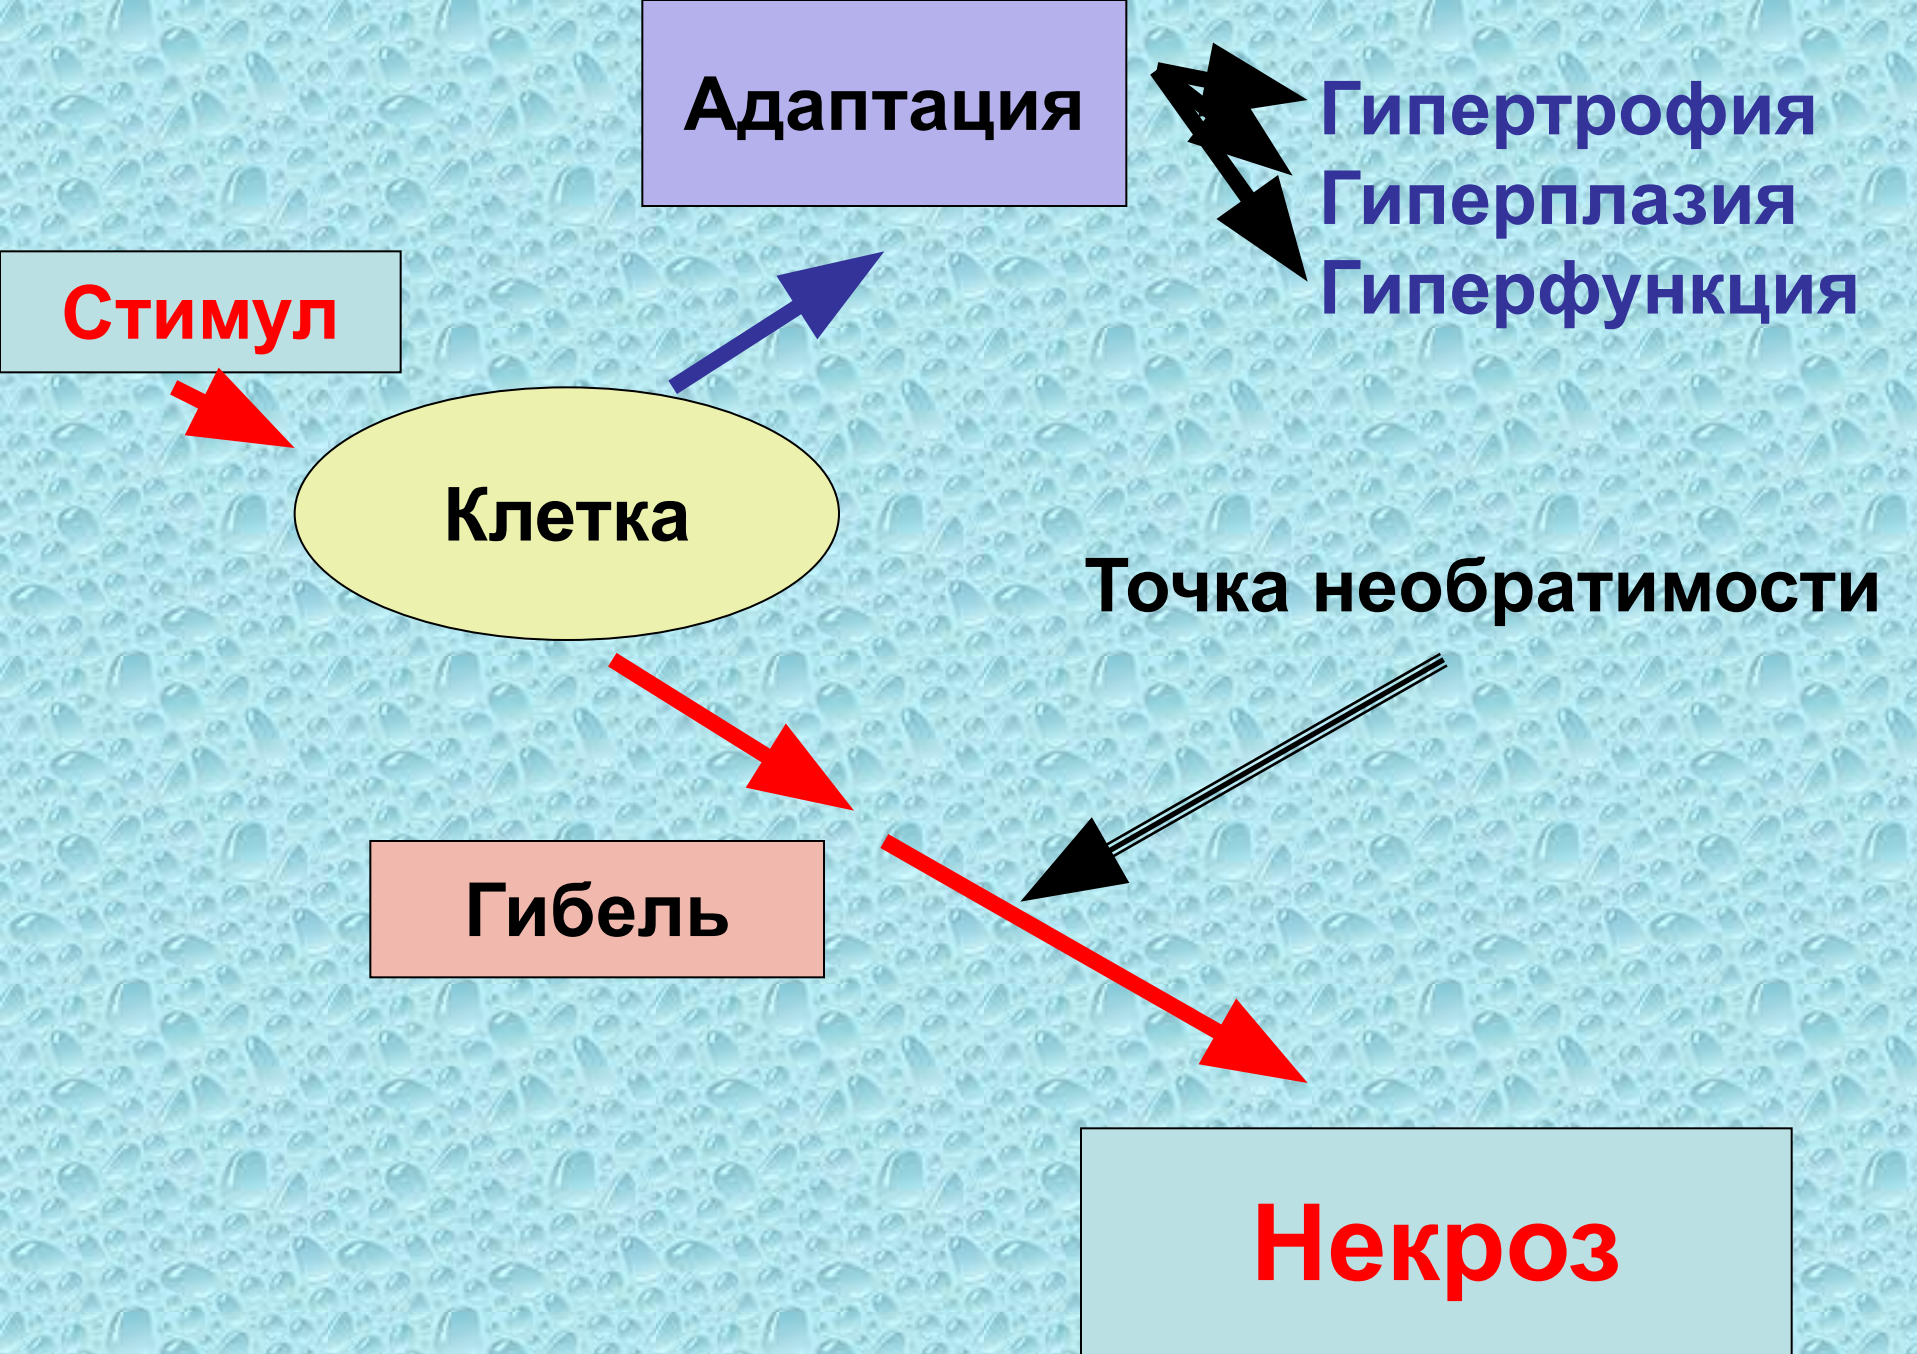 Адаптация
Гипертрофия
Гиперплазия
Гиперфункция
Стимул
Клетка
Точка необратимости
Гибель
Некроз